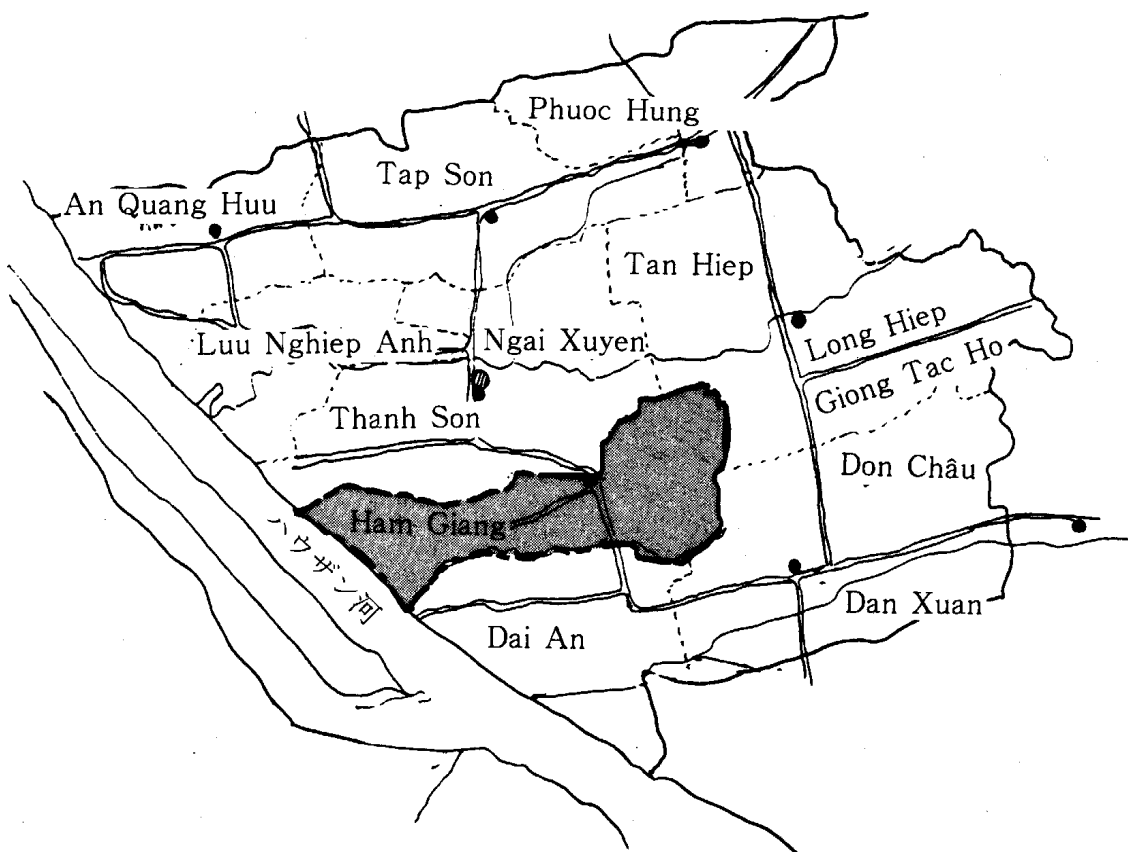 Phuoc Hung
Tap Son
An Quang Huu
Tan Hiep
Long Hiep
Luu Nghiep Anh
Ngai Xuyen
Giong Tac Ho
Thanh Son
Don Châu
Ham Giang
ハウザン河
Dan Xuan
Dai An